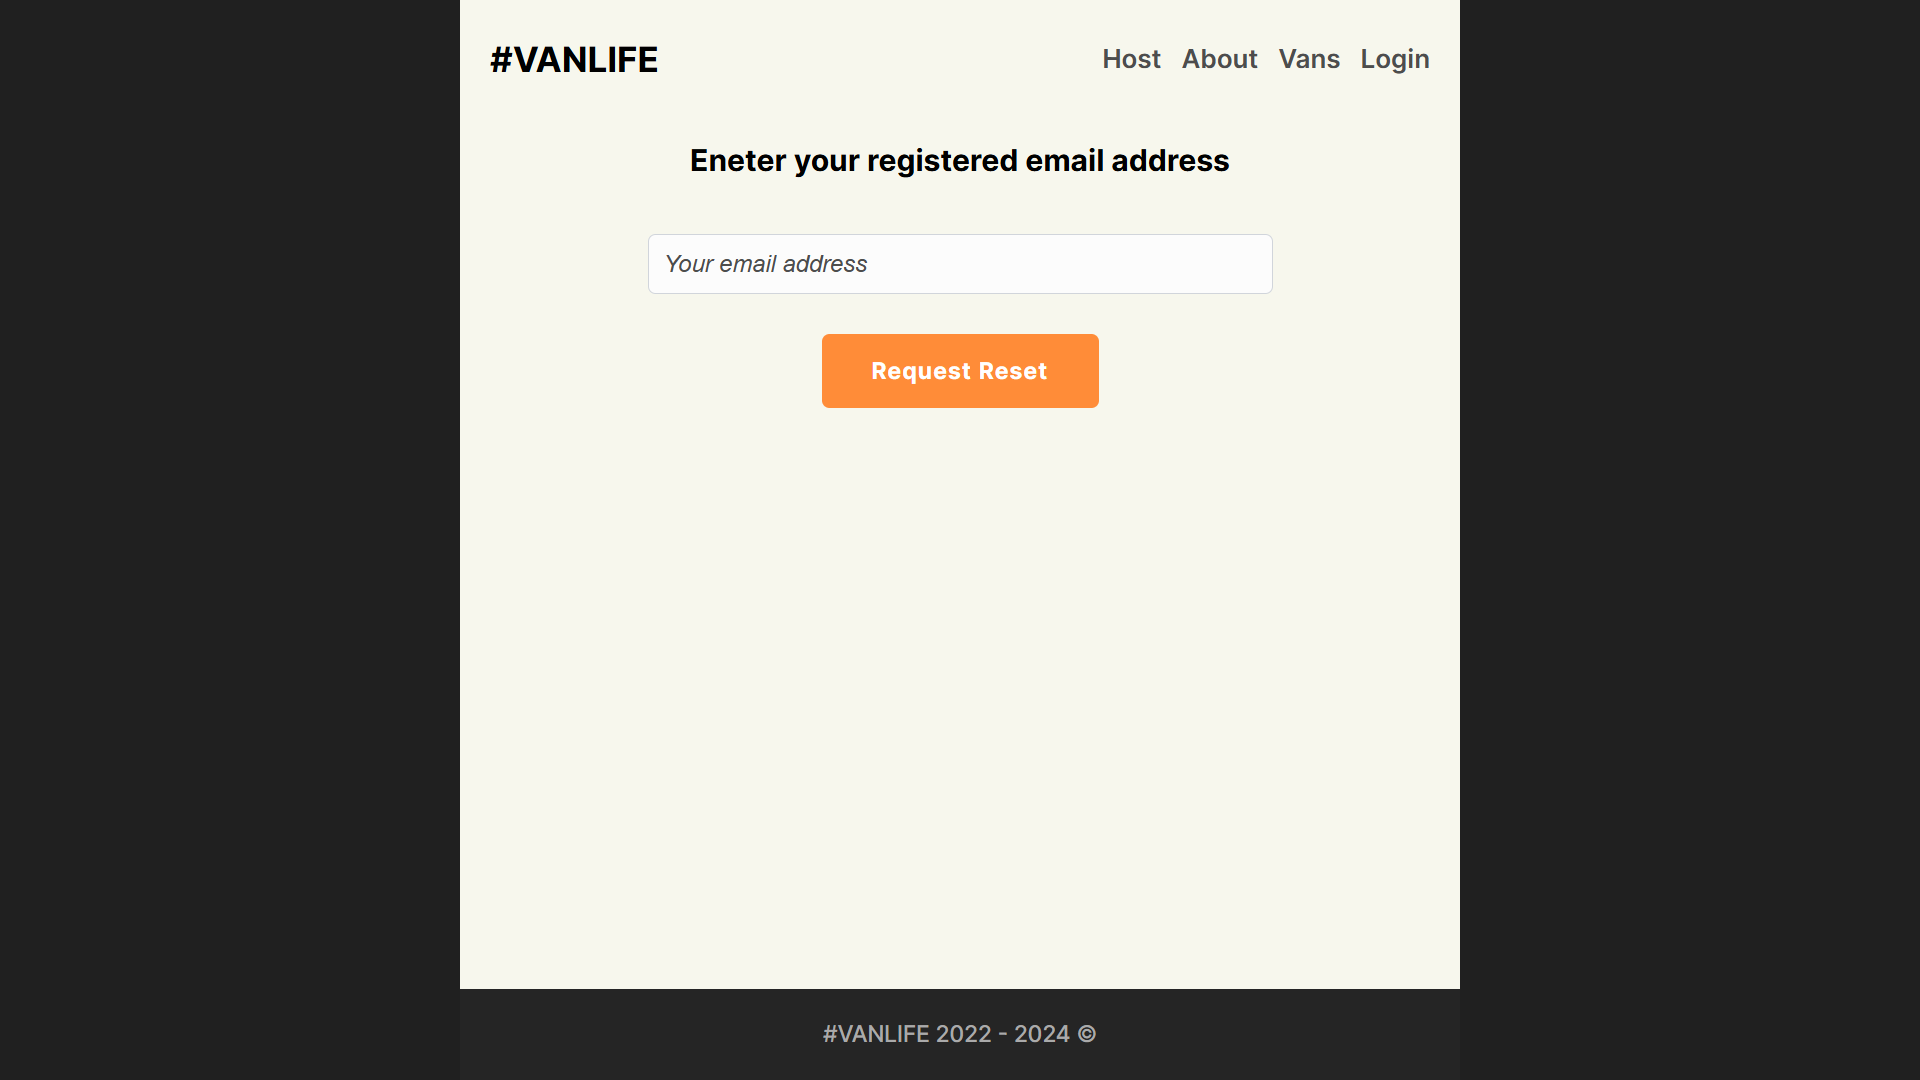 #VANLIFE
Host About Vans Login
Eneter your registered email address
Your email address
Request Reset
#VANLIFE 2022 - 2024 ©